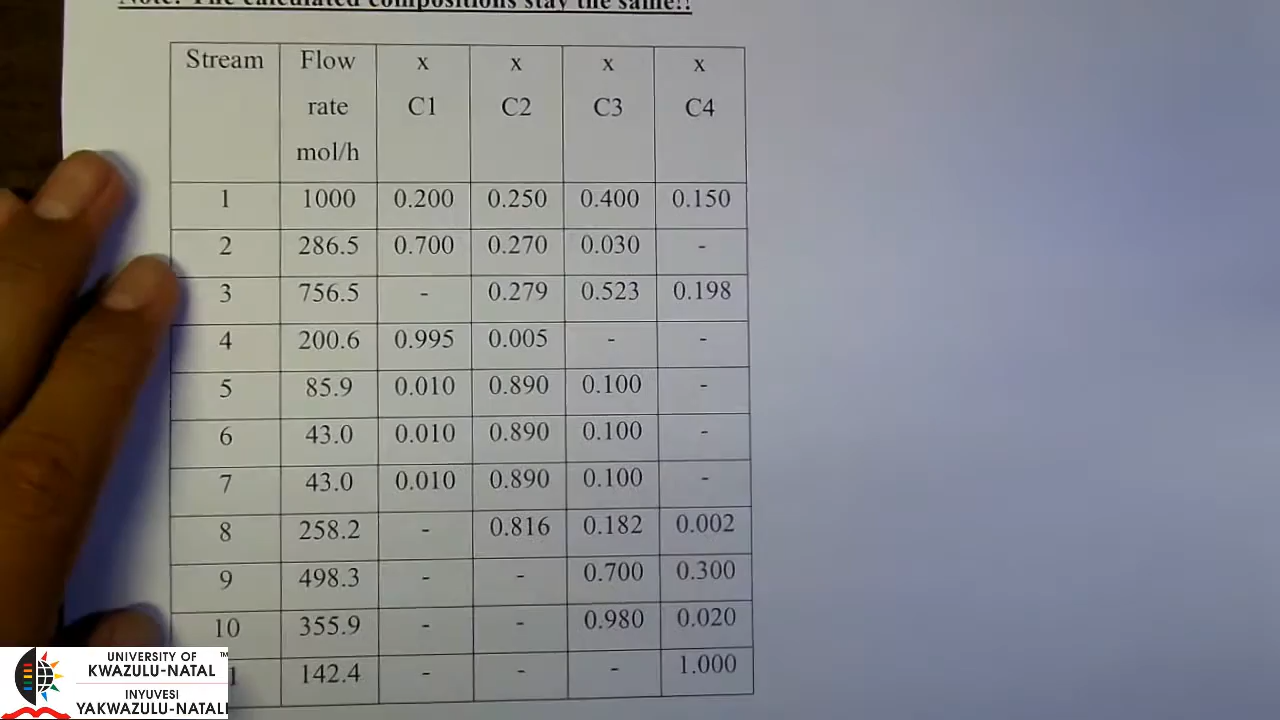 Note: The calculated compositions stay the same!!
Stream Flow rate mol/h x C1 x C2 x C3 x C4
1 1000 0.200 0.250 0.400 0.150
2 286.5 0.700 0.270 0.030 -
3 756.5 - 0.279 0.523 0.198
4 200.6 0.995 0.005 - -
5 85.9 0.010 0.890 0.100 -
6 43.0 0.010 0.890 0.100 -
7 43.0 0.010 0.890 0.100 -
8 258.2 - 0.816 0.182 0.002
9 498.3 - - 0.700 0.300
10 355.9 - - 0.980 0.020
1 142.4 - - - 1.000
UNIVERSITY OF TM
KWAZULU-NATAL
INYUVESI
YAKWAZULU-NATALI